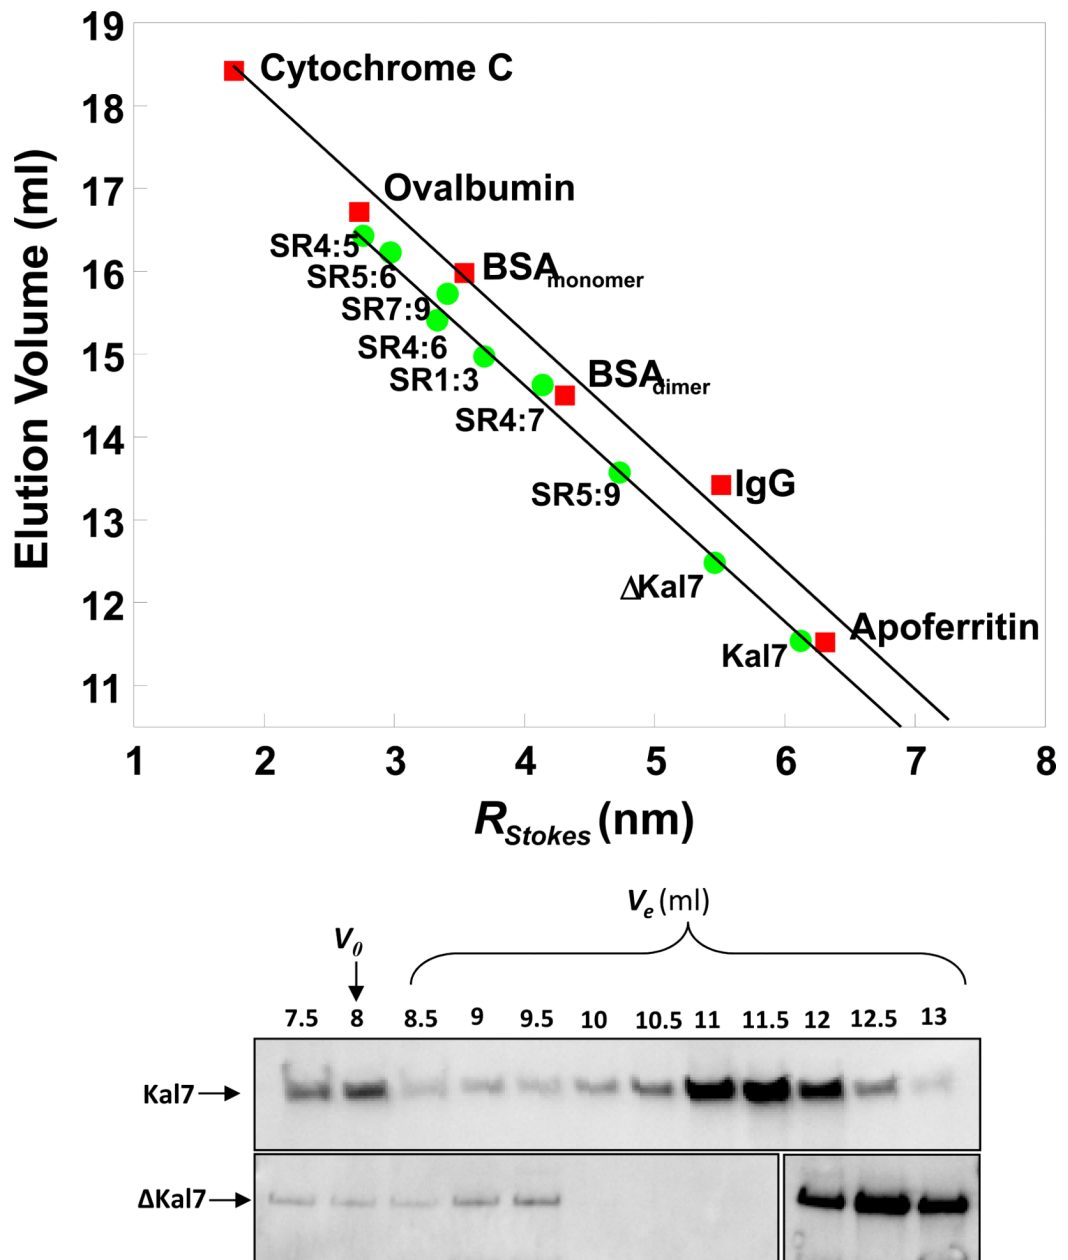 19
Cytochrome C
18
17
Ovalbumin
SR4:5
16
BSAmonomer
SR5:6
SR7:9
SR4:6
15
SR1:3
BSAdimer
SR4:7
14
SR5:9
IgG
13
ΔKal7
12
Apoferritin
Kal7
11
Elution Volume (ml)
1 2 3 4 5 6 7 8
RStokes (nm)
Ve (ml)
V0
7.5 8 8.5 9 9.5 10 10.5 11 11.5 12 12.5 13
Kal7
ΔKal7